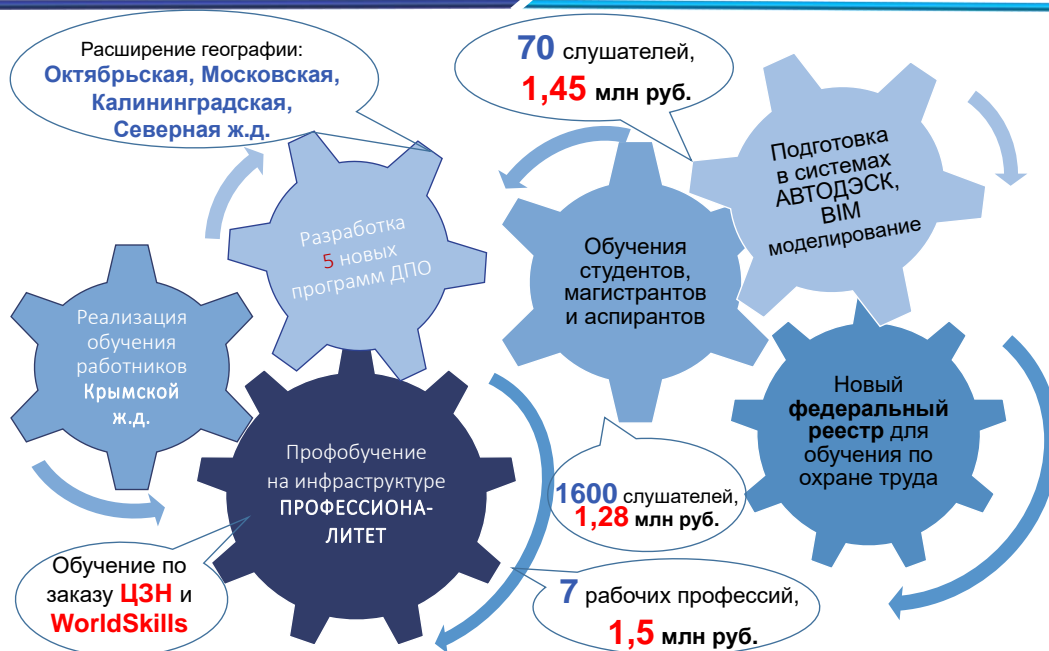 Расширение географии:
Октябрьская, Московская,
Калининградская,
Северная ж.д.
70 слушателей,
1,45 млн руб.
Подготовка
в системах
АВТОДЭСК,
BIM
моделирование
Разработка
5 новых
программ ДПО
Обучения
студентов,
магистрантов
и аспирантов
Реализация
обучения
работников
Крымской
ж.д.
Новый
федеральный
реестр для
обучения по
охране труда
Профобучение
на инфраструктуре
ПРОФЕССИОНА-
ЛИТЕТ
1600 слушателей,
1,28 млн руб.
Обучение по
заказу ЦЗН и
WorldSkills
7 рабочих профессий,
1,5 млн руб.